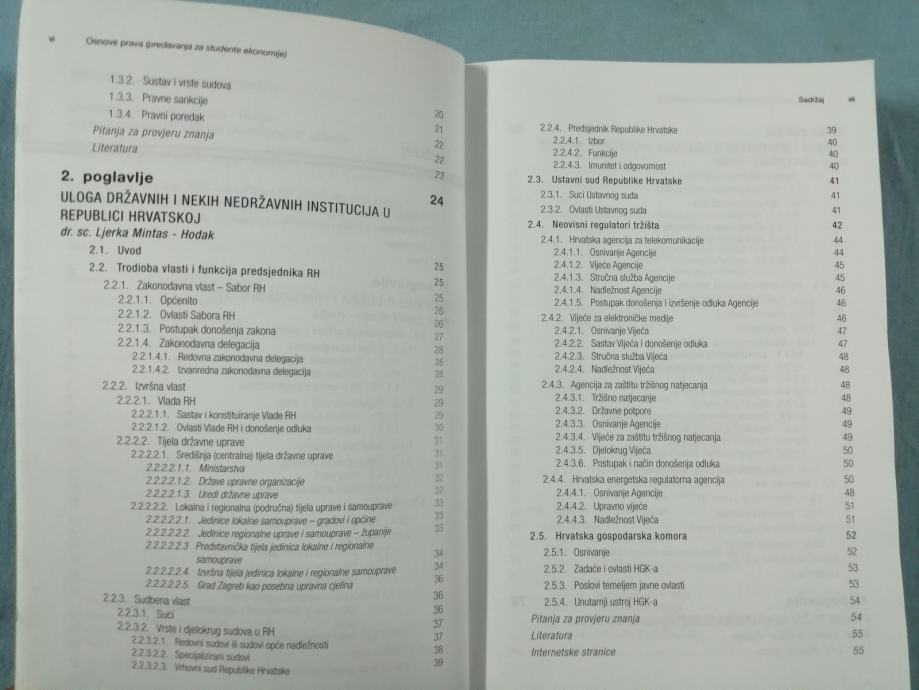 vi Osnove prava (predavanja za studente ekonomije)
1.3.2. Sustav i vrste sudova
1.3.3. Pravne sankcije
1.3.4. Pravni poredak 20
Pitanja za provjeru znanja 21
Literatura 22
22
23
2. poglavlje
ULOGA DRŽAVNIH I NEKIH NEDRŽAVNIH INSTITUCIJA U 24
REPUBLICI HRVATSKOJ
dr. sc. Ljerka Mintas - Hodak
2.1. Uvod
2.2. Trodioba vlasti i funkcija predsjednika RH 25
2.2.1. Zakonodavna vlast – Sabor RH 25
2.2.1.1. Općenito 25
2.2.1.2. Ovlasti Sabora RH 26
2.2.1.3. Postupak donošenja zakona 26
2.2.1.4. Zakonodavna delegacija 27
2.2.1.4.1. Redovna zakonodavna delegacija 28
2.2.1.4.2. Izvanredna zakonodavna delegacija 28
28
2.2.2. Izvršna vlast 29
2.2.2.1. Vlada RH 29
2.2.2.1.1. Sastav i konstituiranje Vlade RH 29
2.2.2.1.2. Ovlasti Vlade RH i donošenje odluka 30
2.2.2.2. Tijela državne uprave 31
2.2.2.2.1. Središnja (centralna) tijela državne uprave 31
2.2.2.2.1.1. Ministarstva 31
2.2.2.2.1.2. Države upravne organizacije 32
2.2.2.2.1.3. Uredi državne uprave 32
2.2.2.2.2. Lokalna i regionalna (područna) tijela uprave i samouprave 33
2.2.2.2.2.1. Jedinice lokalne samouprave – gradovi i općine 33
2.2.2.2.2.2. Jedinice regionalne uprave i samouprave – županije 33
2.2.2.2.2.3 Predstavnička tijela jedinica lokalne i regionalne
samouprave 34
2.2.2.2.2.4. Izvršna tijela jedinica lokalne i regionalne samouprave 34
2.2.2.2.2.5. Grad Zagreb kao posebna upravna cjelina 36
2.2.3. Sudbena vlast 36
2.2.3.1. Suci 36
2.2.3.2. Vrste i djelokrug sudova u RH 37
2.2.3.2.1. Redovni sudovi ili sudovi opće nadležnosti 37
2.2.3.2.2. Specijalizirani sudovi 38
2.2.3.2.3. Vrhovni sud Republike Hrvatske 39
Sadržaj vii
2.2.4. Predsjednik Republike Hrvatske 39
2.2.4.1. Izbor 40
2.2.4.2. Funkcije 40
2.2.4.3. Imunitet i odgovornost 40
2.3. Ustavni sud Republike Hrvatske 41
2.3.1. Suci Ustavnog suda 41
2.3.2. Ovlasti Ustavnog suda 41
2.4. Neovisni regulatori tržišta 42
2.4.1. Hrvatska agencija za telekomunikacije 44
2.4.1.1. Osnivanje Agencije 44
2.4.1.2. Vijeće Agencije 45
2.4.1.3. Stručna služba Agencije 45
2.4.1.4. Nadležnost Agencije 46
2.4.1.5. Postupak donošenja i izvršenje odluka Agencije 46
2.4.2. Vijeće za elektroničke medije 46
2.4.2.1. Osnivanje Vijeća 47
2.4.2.2. Sastav Vijeća i donošenje odluka 47
2.4.2.3. Stručna služba Vijeća 48
2.4.2.4. Nadležnost Vijeća 48
2.4.3. Agencija za zaštitu tržišnog natjecanja 48
2.4.3.1. Tržišno natjecanje 48
2.4.3.2. Državne potpore 49
2.4.3.3. Osnivanje Agencije 49
2.4.3.4. Vijeće za zaštitu tržišnog natjecanja 49
2.4.3.5. Djelokrug Vijeća 50
2.4.3.6. Postupak i način donošenja odluka 50
2.4.4. Hrvatska energetska regulatorna agencija 50
2.4.4.1. Osnivanje Agencije 48
2.4.4.2. Upravno vijeće 51
2.4.4.3. Nadležnost Vijeća 51
2.5. Hrvatska gospodarska komora 52
2.5.1. Osnivanje 52
2.5.2. Zadaće i ovlasti HGK-a 53
2.5.3. Poslovi temeljem javne ovlasti 53
2.5.4. Unutarnji ustroj HGK-a 54
Pitanja za provjeru znanja 54
Literatura 55
Internetske stranice 55